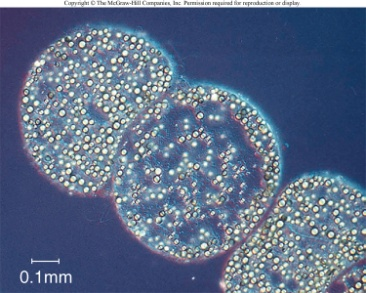 Copyright © The McGraw-Hill Companies, Inc. Permission required for reproduction or display
0.1mm